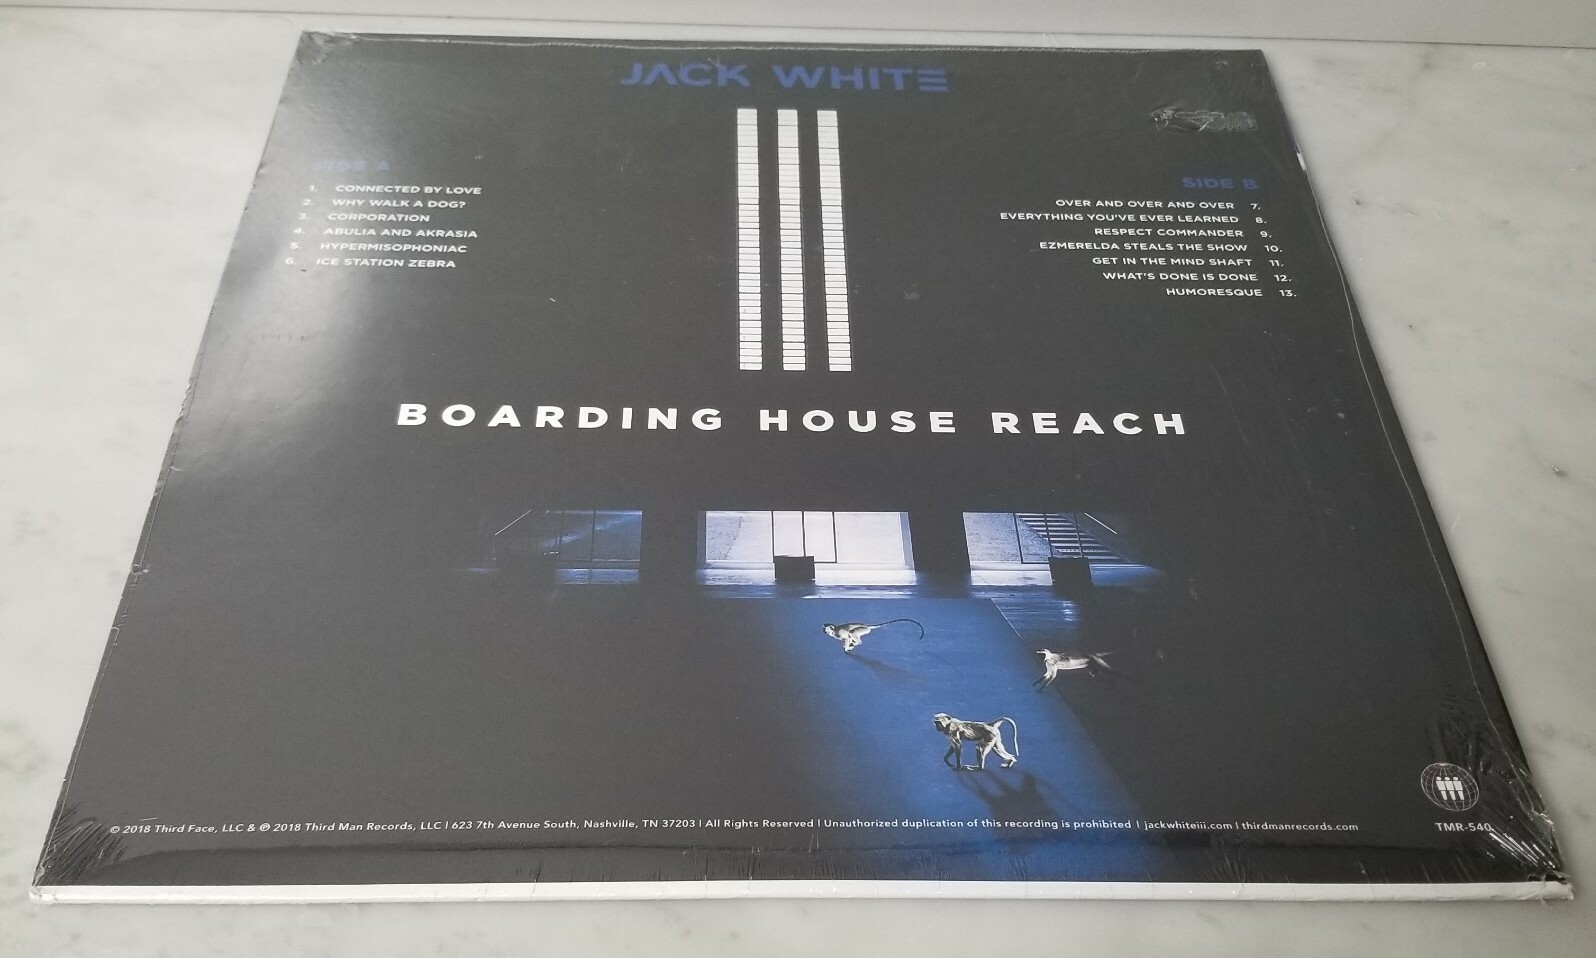 JACK WHITE
SIDE A
1. CONNECTED BY LOVE
2. WHY WALK A DOG?
3. CORPORATION
4. ABULIA AND AKRASIA
5. HYPERMISOPHONIAC
6. ICE STATION ZEBRA
SIDE B
OVER AND OVER AND OVER 7.
EVERYTHING YOU'VE EVER LEARNED 8.
RESPECT COMMANDER 9.
EZMERELDA STEALS THE SHOW 10.
GET IN THE MIND SHAFT 11.
WHAT'S DONE IS DONE 12.
HUMORESQUE 13.
BOARDING HOUSE REACH
© 2018 Third Face, LLC & ℗ 2018 Third Man Records, LLC | 623 7th Avenue South, Nashville, TN 37203 | All Rights Reserved | Unauthorized duplication of this recording is prohibited | jackwhiteiii.com | thirdmanrecords.com
TMR-540